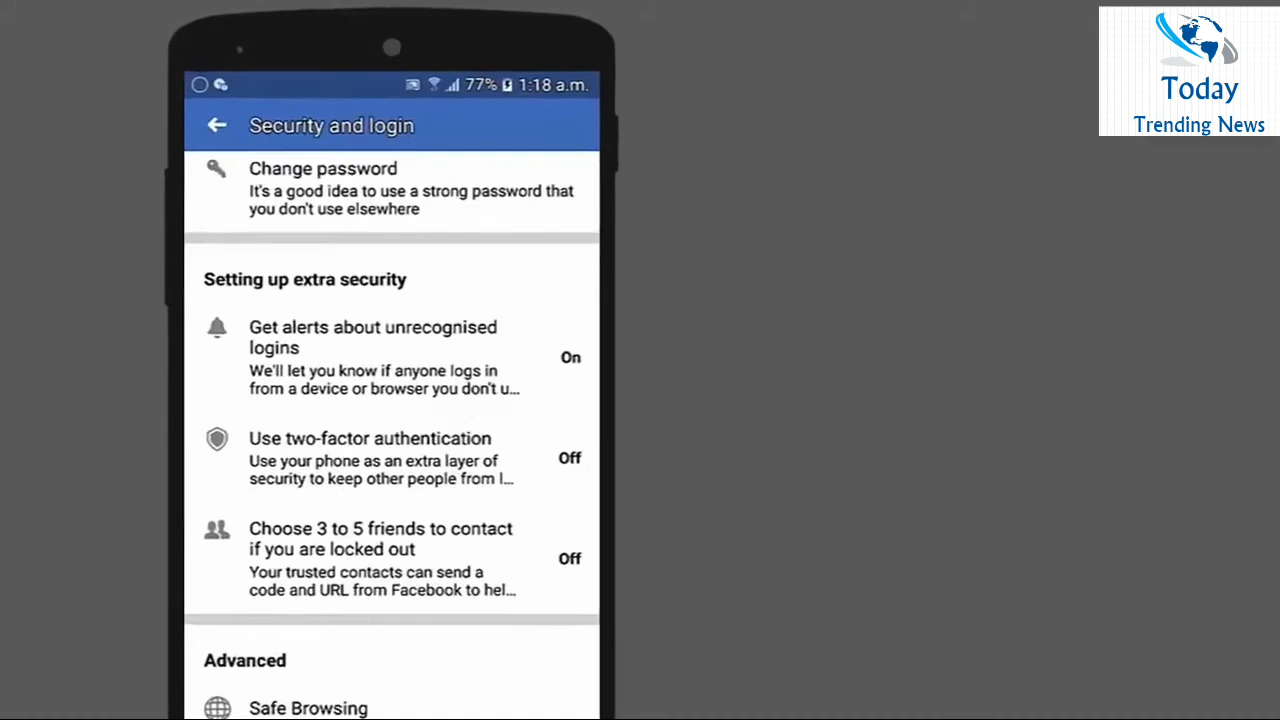 77% 1:18 a.m.
Security and login
Change password
It's a good idea to use a strong password that
you don't use elsewhere
Setting up extra security
Get alerts about unrecognised
logins
On
We'll let you know if anyone logs in
from a device or browser you don't u...
Use two-factor authentication
Off
Use your phone as an extra layer of
security to keep other people from l...
Choose 3 to 5 friends to contact
if you are locked out
Off
Your trusted contacts can send a
code and URL from Facebook to hel...
Advanced
Safe Browsing
Today
Trending News